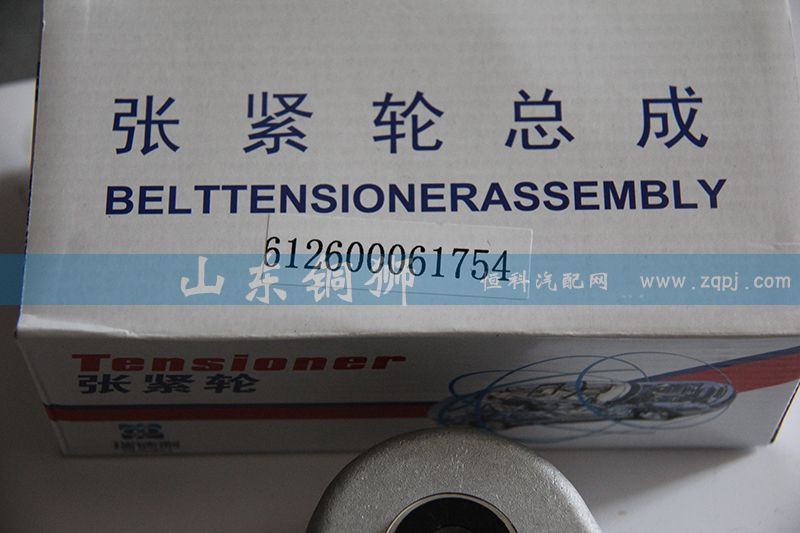 张紧轮总成
BELTTENSIONERASSEMBLY
612600061754
山东铜狮 恒科汽配网 www.zqpj.com
Tensioner
张紧轮